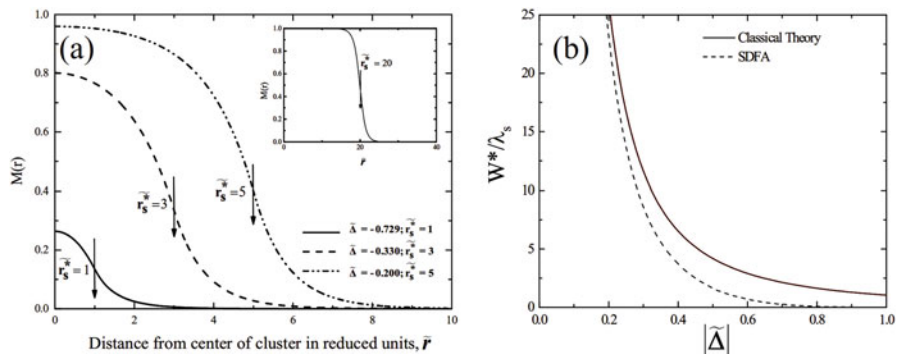 (a)
1.0
0.8
0.6
0.4
0.2
0.0
M(r)
0 2 4 6 8 10
Distance from center of cluster in reduced units, r̃
r̃s* = 1
r̃s* = 3
r̃s* = 5
Δ̃ = -0.729; r̃s* = 1
Δ̃ = -0.330; r̃s* = 3
Δ̃ = -0.200; r̃s* = 5
1.0
0.8
0.6
0.4
0.2
0.0
M(r)
r̃s* = 20
0 20 40
r̃
(b)
Classical Theory
SDFA
25
20
15
10
5
0
W*/λs
0.0 0.2 0.4 0.6 0.8 1.0
|Δ̃|